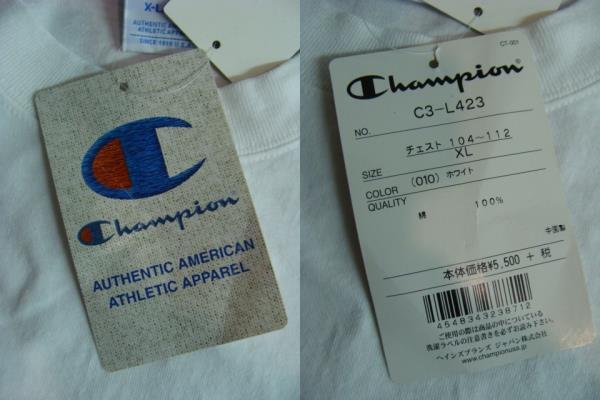 X-L
AUTHENTIC
ATHLETIC APPAR
SINCE 1919 U.S.A.
Champion
AUTHENTIC AMERICAN
ATHLETIC APPAREL
CT-001
Champion
C3-L423
NO.
チェスト 104～112
SIZE XL
COLOR (010) ホワイト
QUALITY
綿 100%
中国製
本体価格¥5,500 + 税
4548343238712
ご使用の際は商品の中についている
洗濯ラベルの注意書きを必ずお読み下さい。
ヘインズブランズ ジャパン株式会社
www.championusa.jp